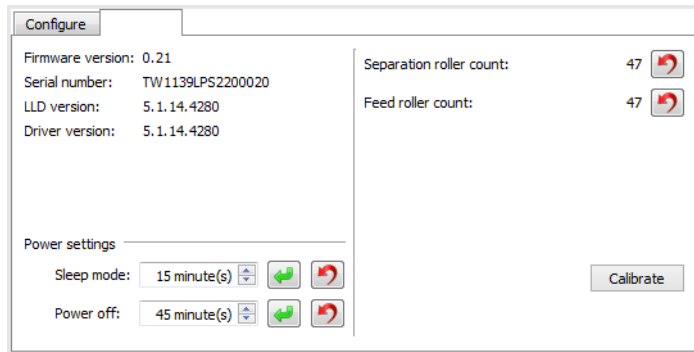 Configure
Firmware version: 0.21
Serial number: TW1139LPS2200020
LLD version: 5.1.14.4280
Driver version: 5.1.14.4280
Power settings
Sleep mode: 15 minute(s)
Power off: 45 minute(s)
Separation roller count: 47
Feed roller count: 47
Calibrate